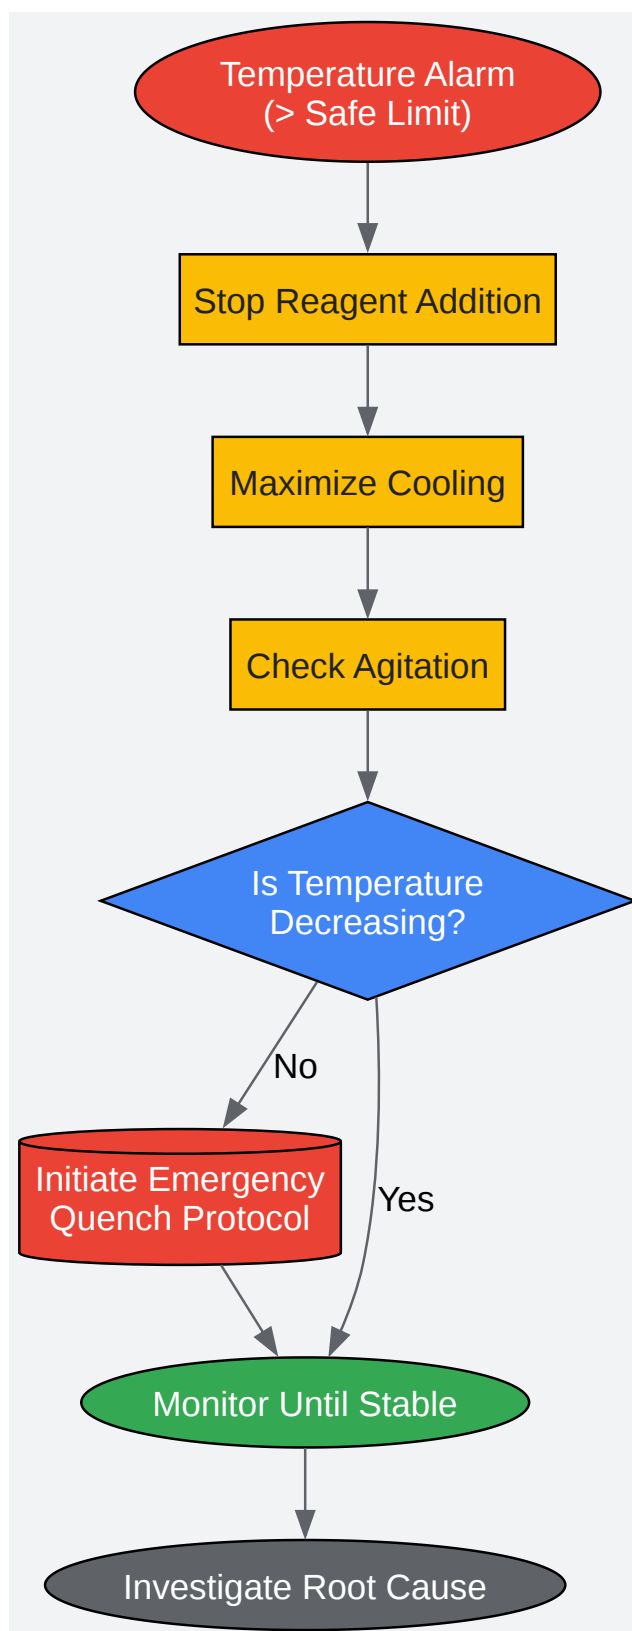 Temperature Alarm
(> Safe Limit)
Stop Reagent Addition
Maximize Cooling
Check Agitation
Is Temperature
Decreasing?
No
Initiate Emergency
Quench Protocol
Yes
Monitor Until Stable
Investigate Root Cause